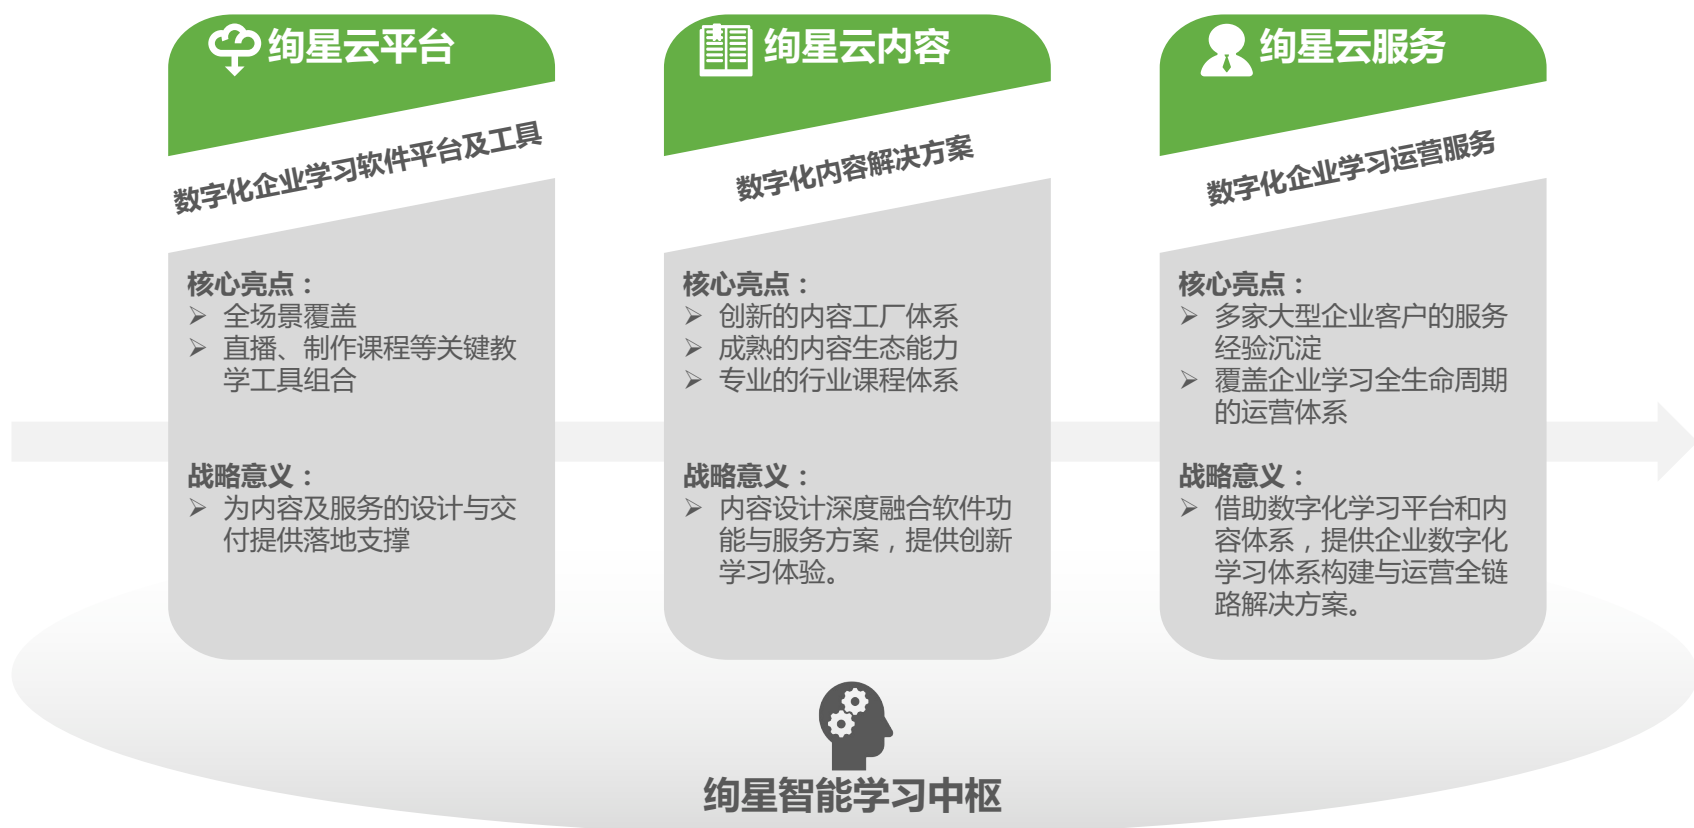 绚星云平台
数字化企业学习软件平台及工具
核心亮点：
➢ 全场景覆盖
➢ 直播、制作课程等关键教
学工具组合
战略意义：
➢ 为内容及服务的设计与交
付提供落地支撑
绚星云内容
数字化内容解决方案
核心亮点：
➢ 创新的内容工厂体系
➢ 成熟的内容生态能力
➢ 专业的行业课程体系
战略意义：
➢ 内容设计深度融合软件功
能与服务方案，提供创新
学习体验。
绚星云服务
数字化企业学习运营服务
核心亮点：
➢ 多家大型企业客户的服务
经验沉淀
➢ 覆盖企业学习全生命周期
的运营体系
战略意义：
➢ 借助数字化学习平台和内
容体系，提供企业数字化
学习体系构建与运营全链
路解决方案。
绚星智能学习中枢